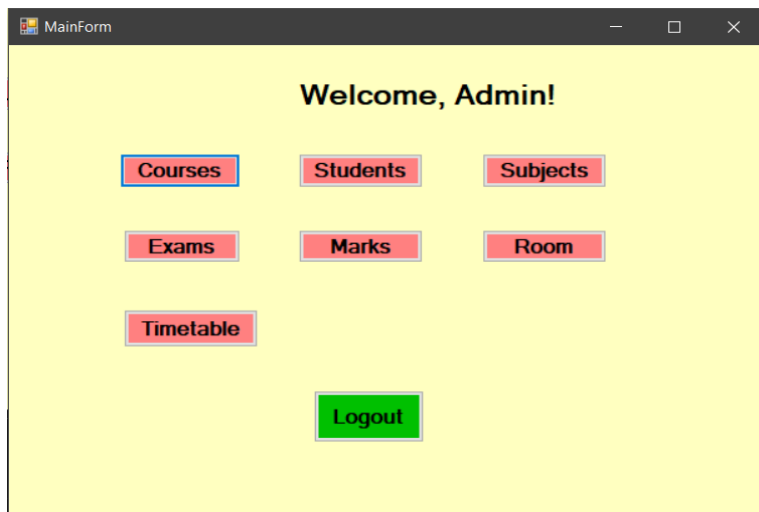 MainForm
Welcome, Admin!
Courses Students Subjects
Exams Marks Room
Timetable
Logout